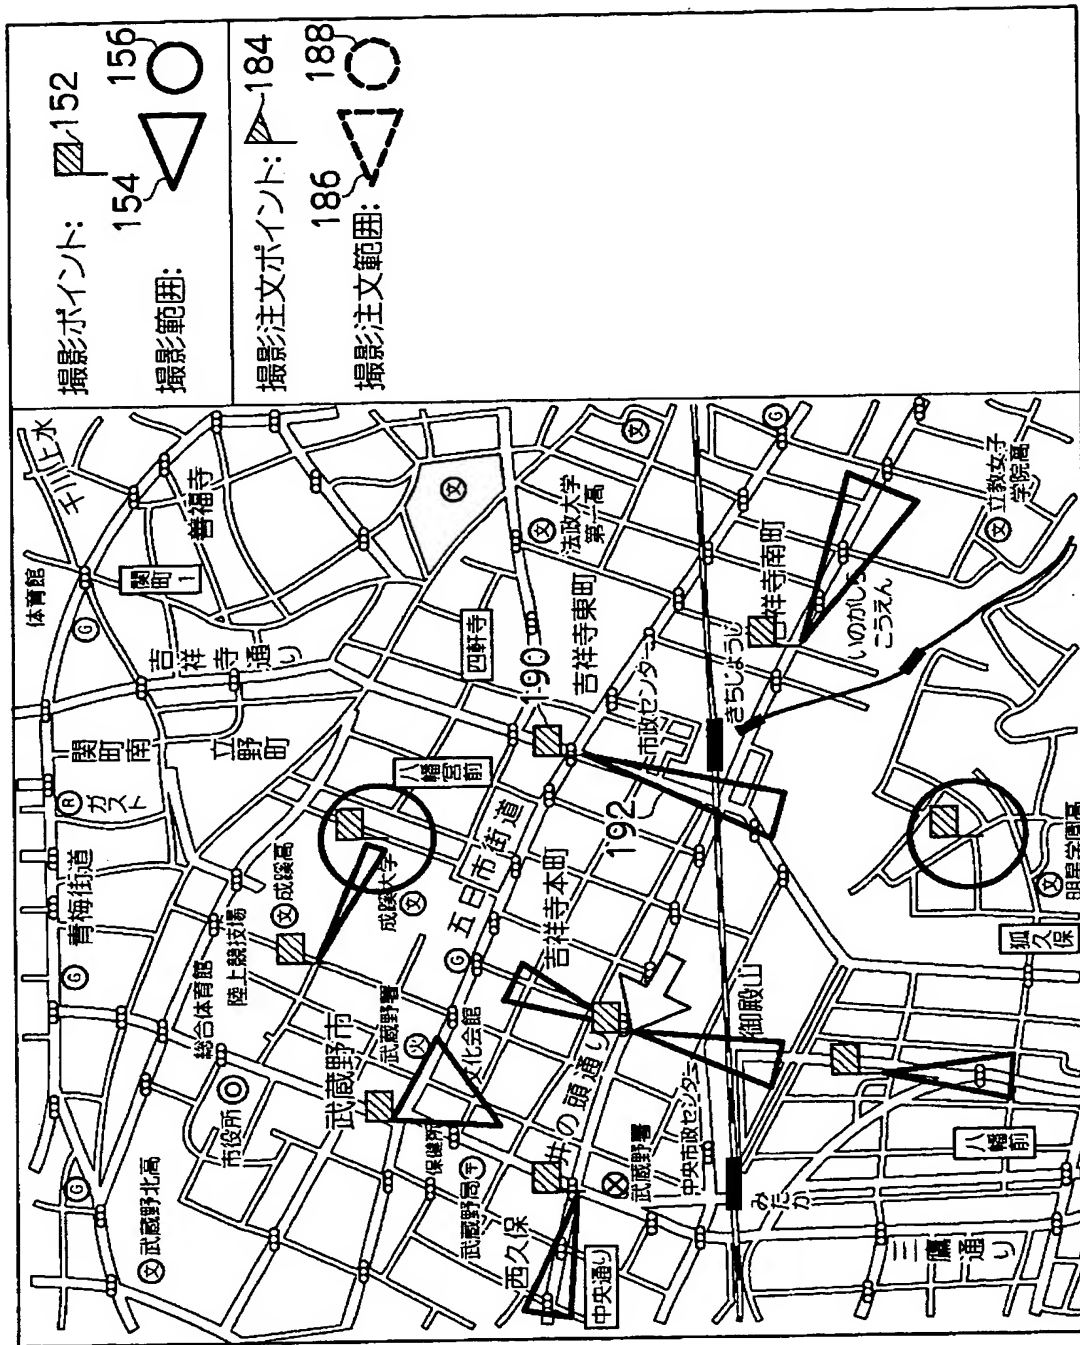 撮影ポイント: 152
撮影範囲: 154 156
撮影注文ポイント: 184
撮影注文範囲: 186 188
千川上水
善福寺
体育館
関町
1
G
吉祥寺
通り
関町南
立野町
R ガスト
青梅街道
G
四軒寺
文
文
法政大学
第一高
文
吉祥寺東町
190
八幡
宮前
五日市街道
市政センター
192
成蹊高
文
成蹊大学
文
陸上競技場
総合体育館
G
吉祥寺本町
きちじょうじ
吉祥寺南町
G
いのがしら
こうえん
立教女子
学院高
文
武蔵野市
武蔵野署
火
文化会館
市役所
保健所
武蔵野局
〒
井の頭通り
御殿山
明星学園高
文
狐久保
武蔵野北高
文
G
西久保
中央通り
武蔵野署
中央市政センター
みたか
八幡
前
三鷹
通り